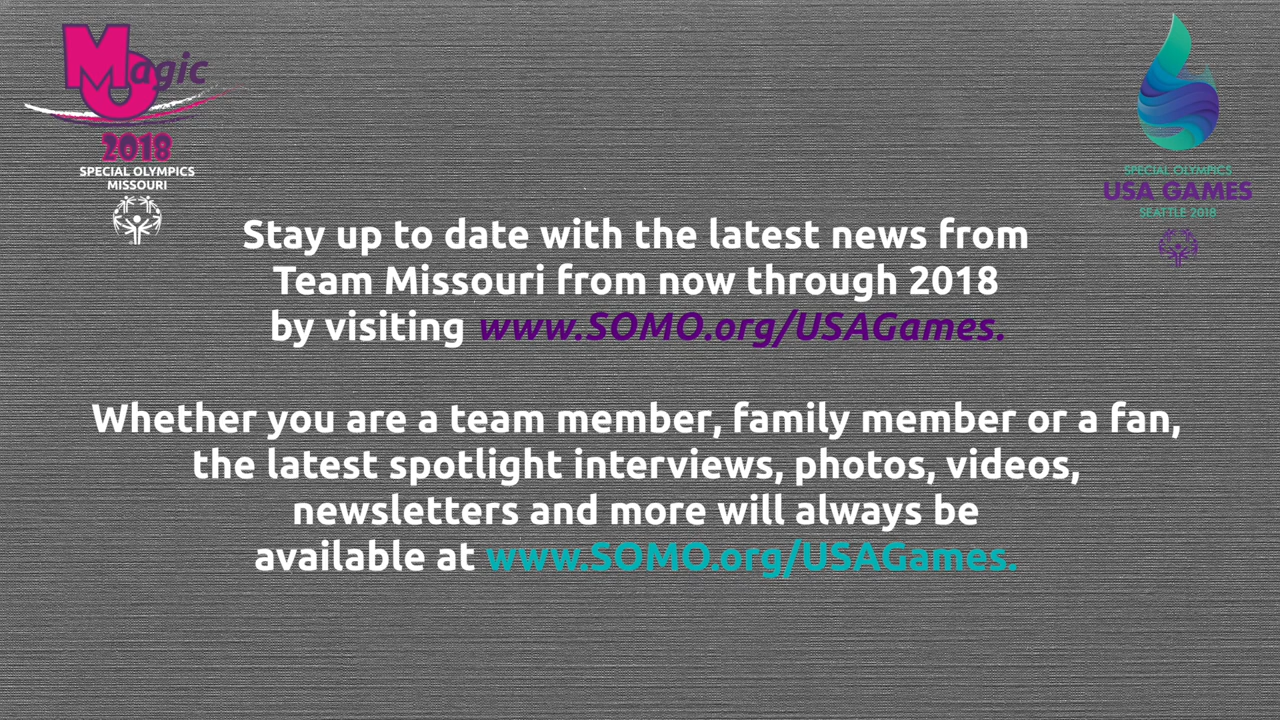 MO Magic
2018
SPECIAL OLYMPICS
MISSOURI
SPECIAL OLYMPICS
USA GAMES
SEATTLE 2018
Stay up to date with the latest news from
Team Missouri from now through 2018
by visiting www.SOMO.org/USAGames.
Whether you are a team member, family member or a fan,
the latest spotlight interviews, photos, videos,
newsletters and more will always be
available at www.SOMO.org/USAGames.